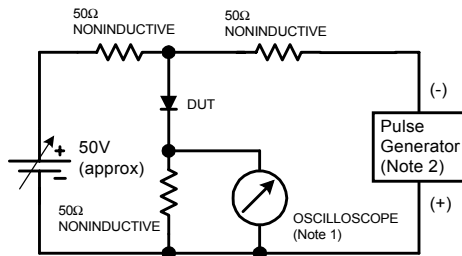 50Ω
NONINDUCTIVE
50Ω
NONINDUCTIVE
(-)
DUT
Pulse
Generator
(Note 2)
+
50V
(approx)
-
(+)
50Ω
NONINDUCTIVE
OSCILLOSCOPE
(Note 1)